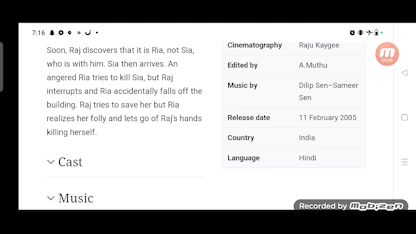 7:16
Soon, Raj discovers that it is Ria, not Sia,
who is with him. Sia then arrives. An
angered Ria tries to kill Sia, but Raj
interrupts and Ria accidentally falls off the
building. Raj tries to save her but Ria
realizes her folly and lets go of Raj's hands
killing herself.
Cast
Music
Cinematography Raju Kaygee
Edited by A.Muthu
Music by Dilip Sen–Sameer
Sen
Release date 11 February 2005
Country India
Language Hindi
Recorded by Mobizen